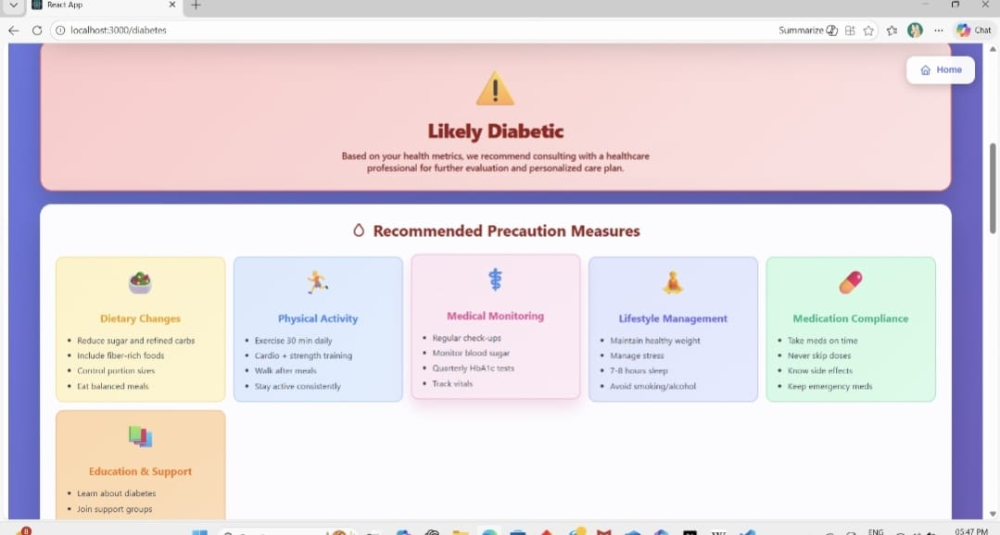 React App
localhost:3000/diabetes
Summarize
Chat
Home
Likely Diabetic
Based on your health metrics, we recommend consulting with a healthcare
professional for further evaluation and personalized care plan.
Recommended Precaution Measures
Dietary Changes
Reduce sugar and refined carbs
Include fiber-rich foods
Control portion sizes
Eat balanced meals
Physical Activity
Exercise 30 min daily
Cardio + strength training
Walk after meals
Stay active consistently
Medical Monitoring
Regular check-ups
Monitor blood sugar
Quarterly HbA1c tests
Track vitals
Lifestyle Management
Maintain healthy weight
Manage stress
7-8 hours sleep
Avoid smoking/alcohol
Medication Compliance
Take meds on time
Never skip doses
Know side effects
Keep emergency meds
Education & Support
Learn about diabetes
Join support groups
8
ENG
05:47 PM